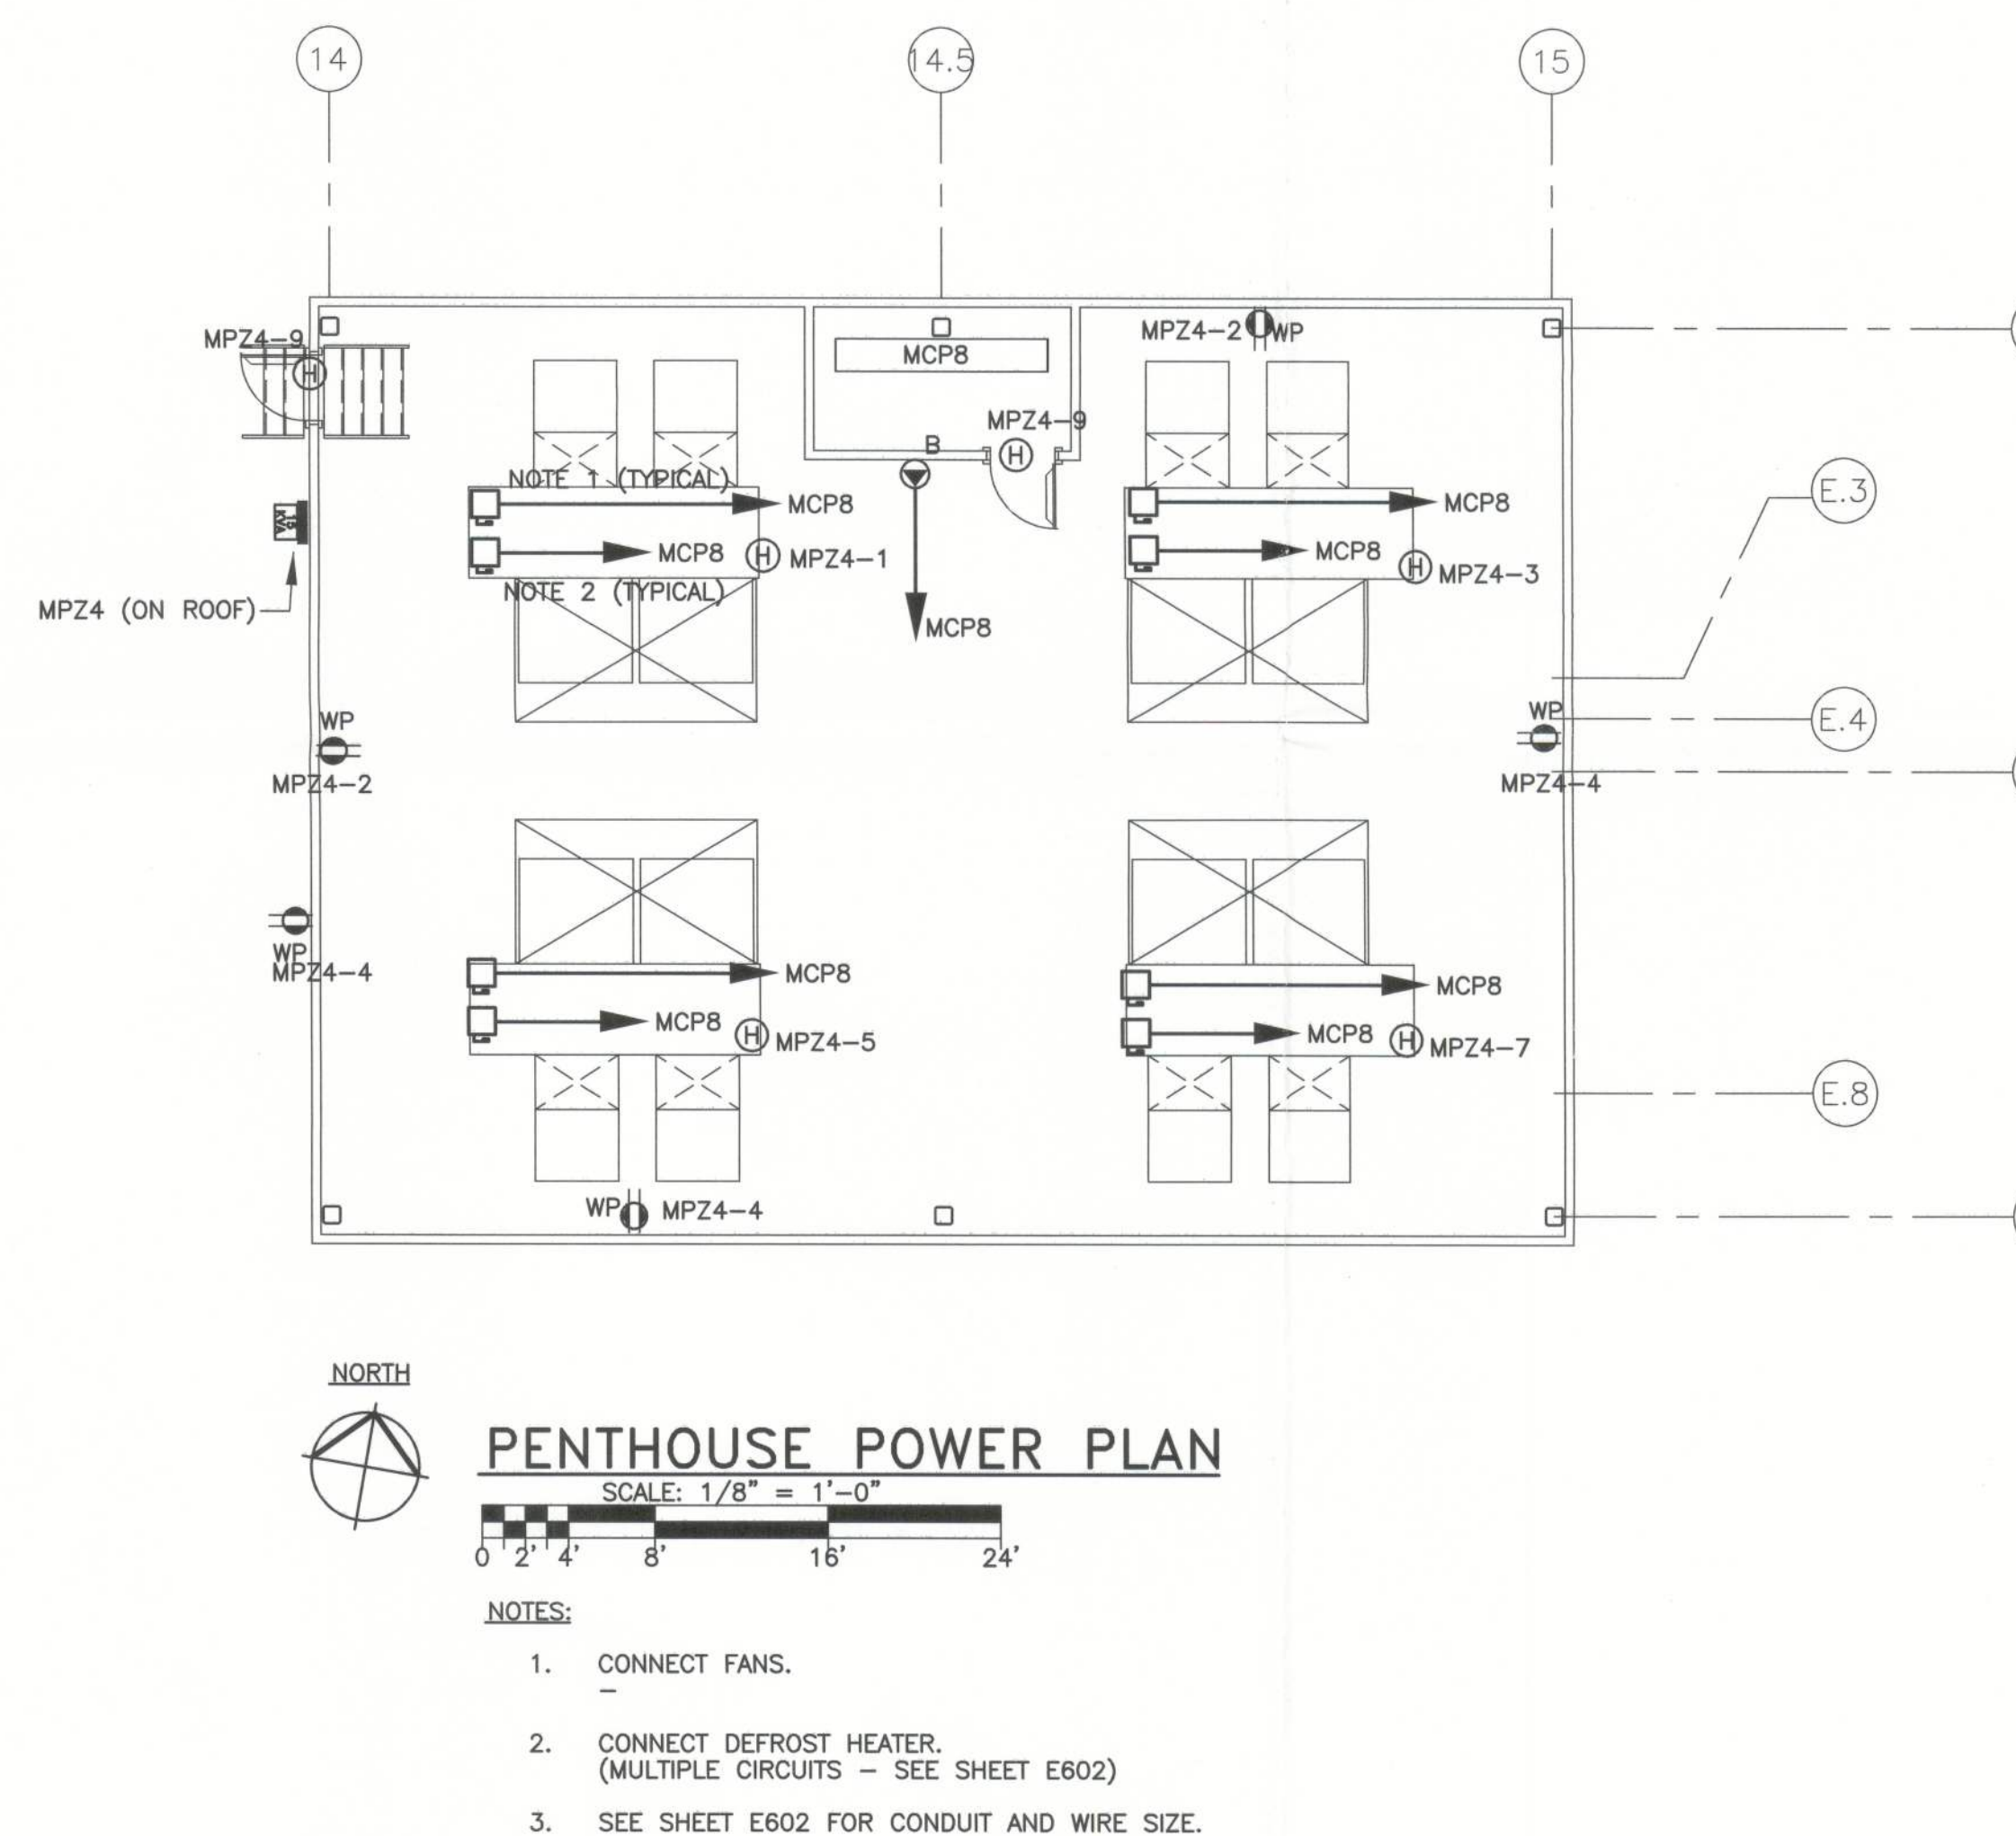 14
14.5
15
MPZ4-9
H
MCP8
MPZ4-2
WP
MPZ4-9
H
B
NOTE 1 (TYPICAL)
MCP8
MCP8
E.3
15 KVA
MCP8
H
MPZ4-1
MCP8
H
MPZ4-3
NOTE 2 (TYPICAL)
MPZ4 (ON ROOF)
MCP8
WP
MPZ4-2
WP
E.4
MPZ4-4
WP
MPZ4-4
MCP8
MCP8
MCP8
H
MPZ4-5
MCP8
H
MPZ4-7
E.8
WP
MPZ4-4
NORTH
PENTHOUSE POWER PLAN
SCALE: 1/8" = 1'-0"
0 2' 4' 8' 16' 24'
NOTES:
1. CONNECT FANS.
–
2. CONNECT DEFROST HEATER.
(MULTIPLE CIRCUITS – SEE SHEET E602)
3. SEE SHEET E602 FOR CONDUIT AND WIRE SIZE.